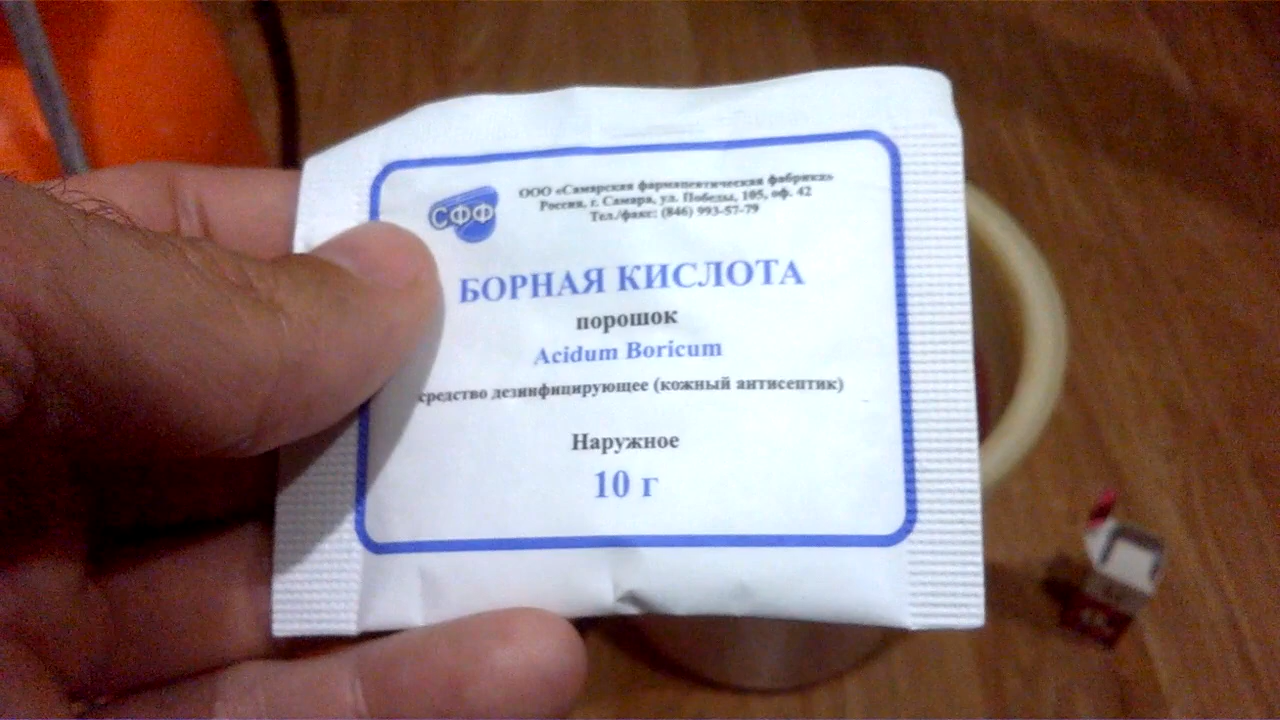 СФФ
ООО «Самарская фармацевтическая фабрика»
Россия, г. Самара, ул. Победы, 105, оф. 42
Тел./факс: (846) 993-57-79
БОРНАЯ КИСЛОТА
порошок
Acidum Boricum
средство дезинфицирующее (кожный антисептик)
Наружное
10 г